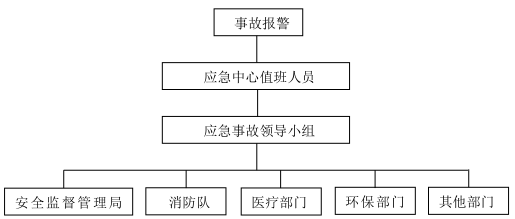 事故报警
应急中心值班人员
应急事故领导小组
安全监督管理局
消防队
医疗部门
环保部门
其他部门